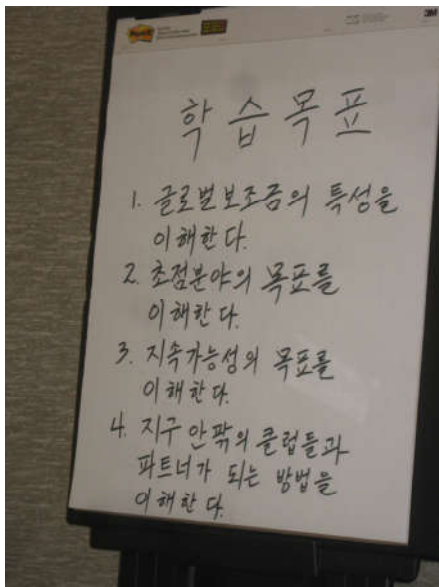 Post-it
3M
학습목표
1. 글로벌보조금의 특성을
이해한다.
2. 초점분야의 목표를
이해한다.
3. 지속가능성의 목표를
이해한다.
4. 지구 안팎의 클럽들과
파트너가 되는 방법을
이해한다.